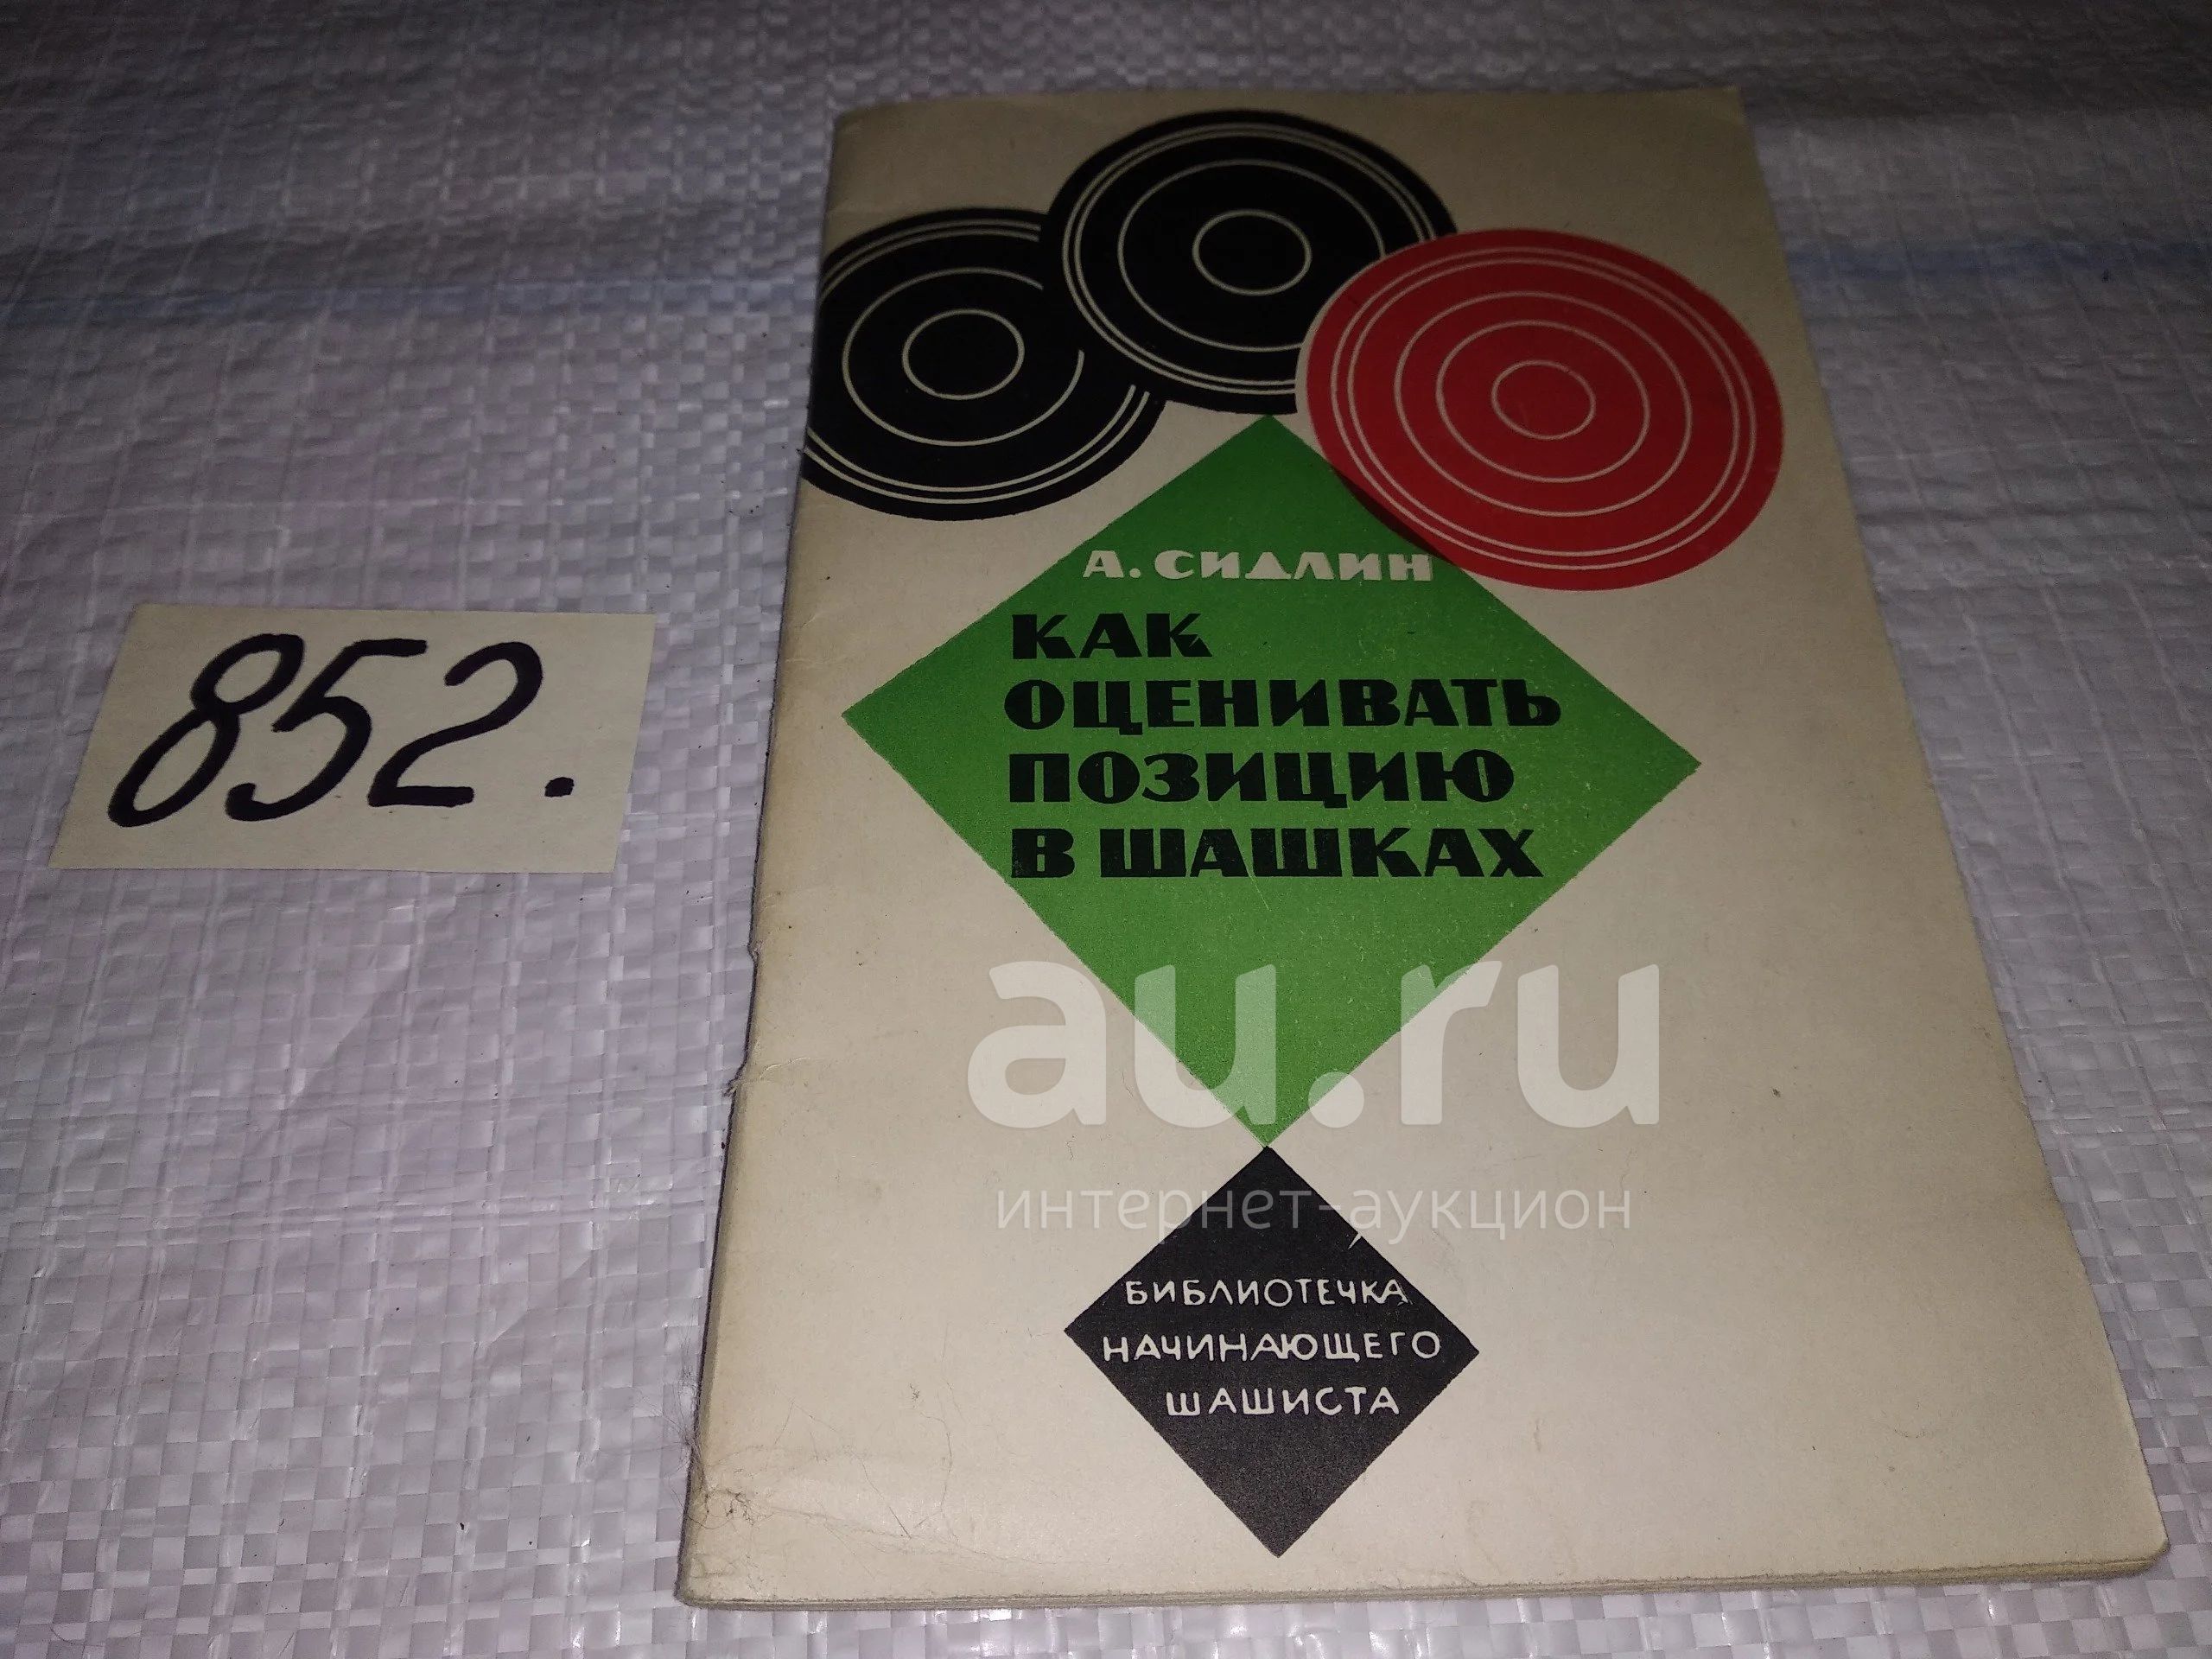 852.
А. СИДЛИН
КАК
ОЦЕНИВАТЬ
ПОЗИЦИЮ
В ШАШКАХ
au.ru
интернет-аукцион
БИБЛИОТЕЧКА
НАЧИНАЮЩЕГО
ШАШИСТА